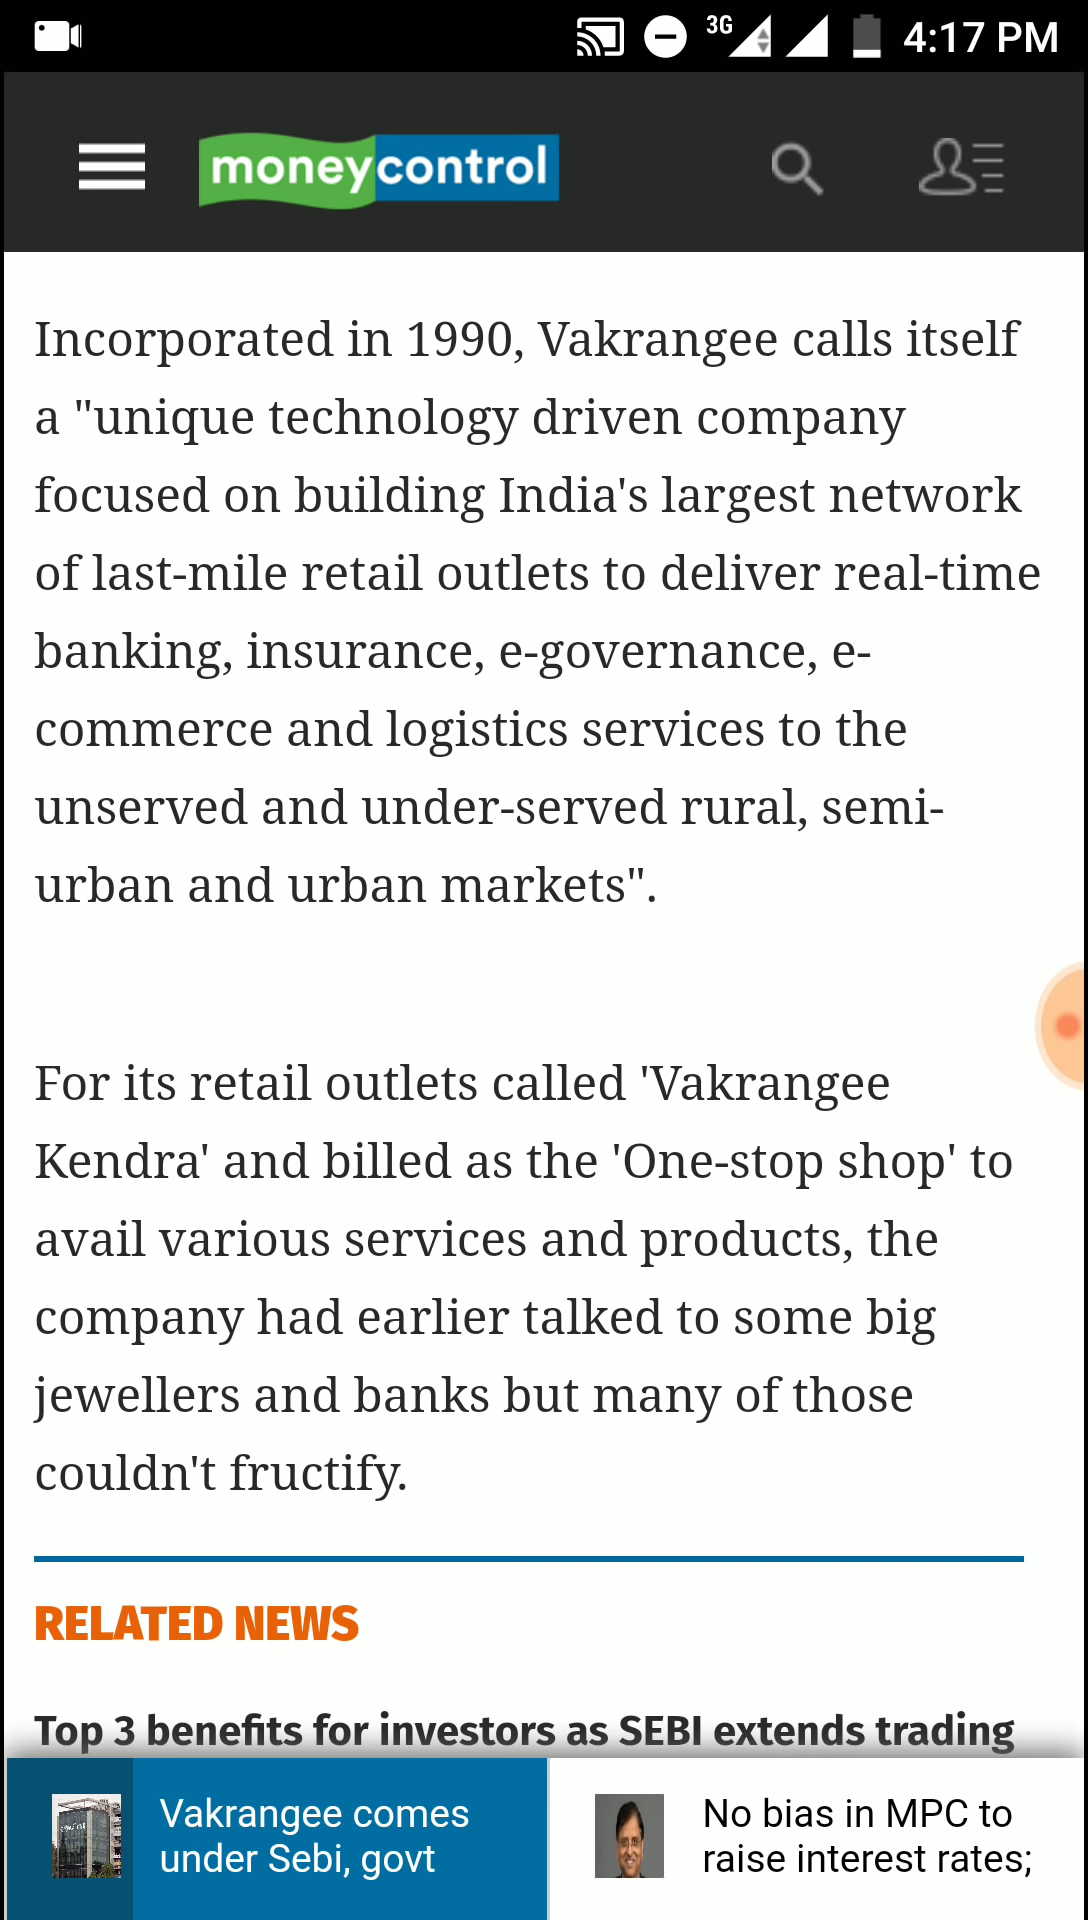 3G 4:17 PM
moneycontrol
Incorporated in 1990, Vakrangee calls itself
a "unique technology driven company
focused on building India's largest network
of last-mile retail outlets to deliver real-time
banking, insurance, e-governance, e-
commerce and logistics services to the
unserved and under-served rural, semi-
urban and urban markets".
For its retail outlets called 'Vakrangee
Kendra' and billed as the 'One-stop shop' to
avail various services and products, the
company had earlier talked to some big
jewellers and banks but many of those
couldn't fructify.
RELATED NEWS
Top 3 benefits for investors as SEBI extends trading
Vakrangee comes
under Sebi, govt
No bias in MPC to
raise interest rates;